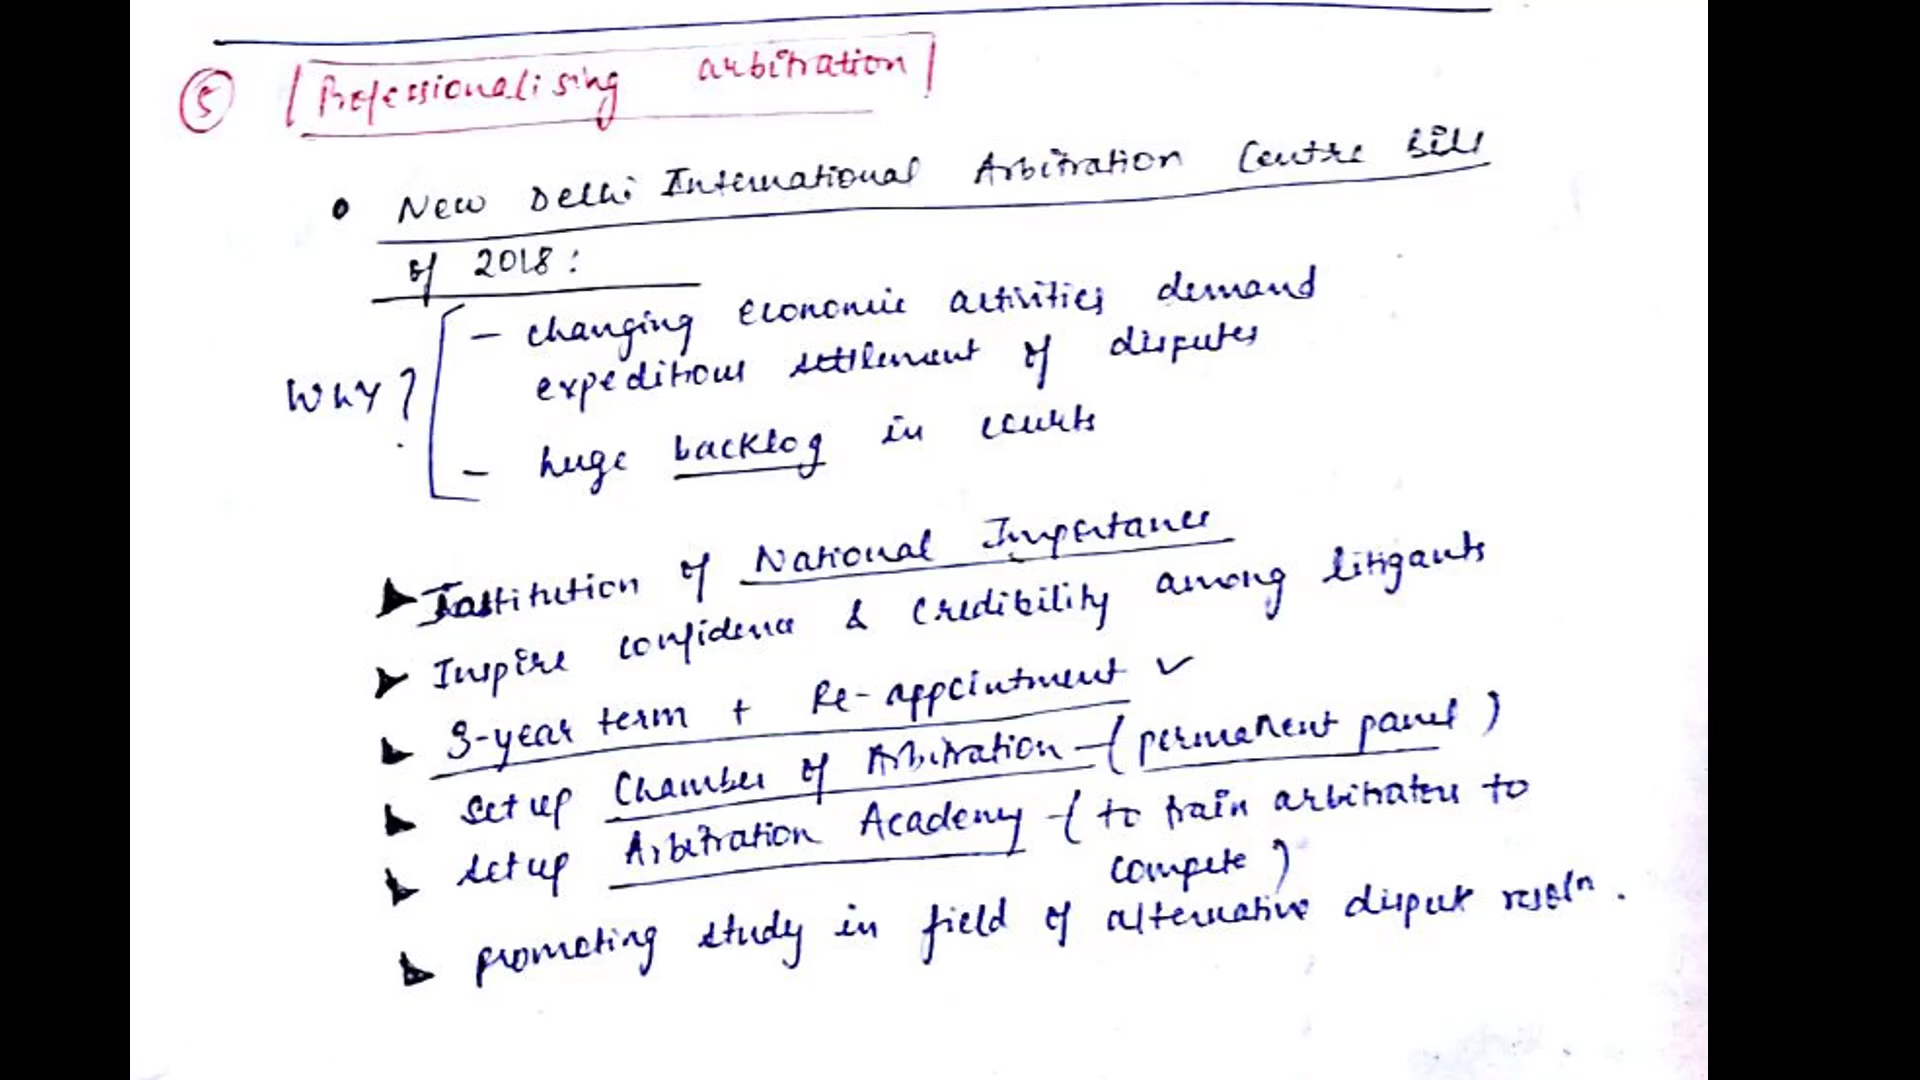 5 Professionalising arbitration
• New Delhi International Arbitration Centre Bill
of 2018:
Why?
- changing economic activities demand
expeditious settlement of disputes
- huge backlog in courts
Institution of National Importance
Inspire confidence & credibility among litigants
3-year term + Re-appointment ✓
set up Chamber of Arbitration - (permanent panel)
set up Arbitration Academy - (to train arbitrators to
compete)
promoting study in field of alternative dispute resoln.